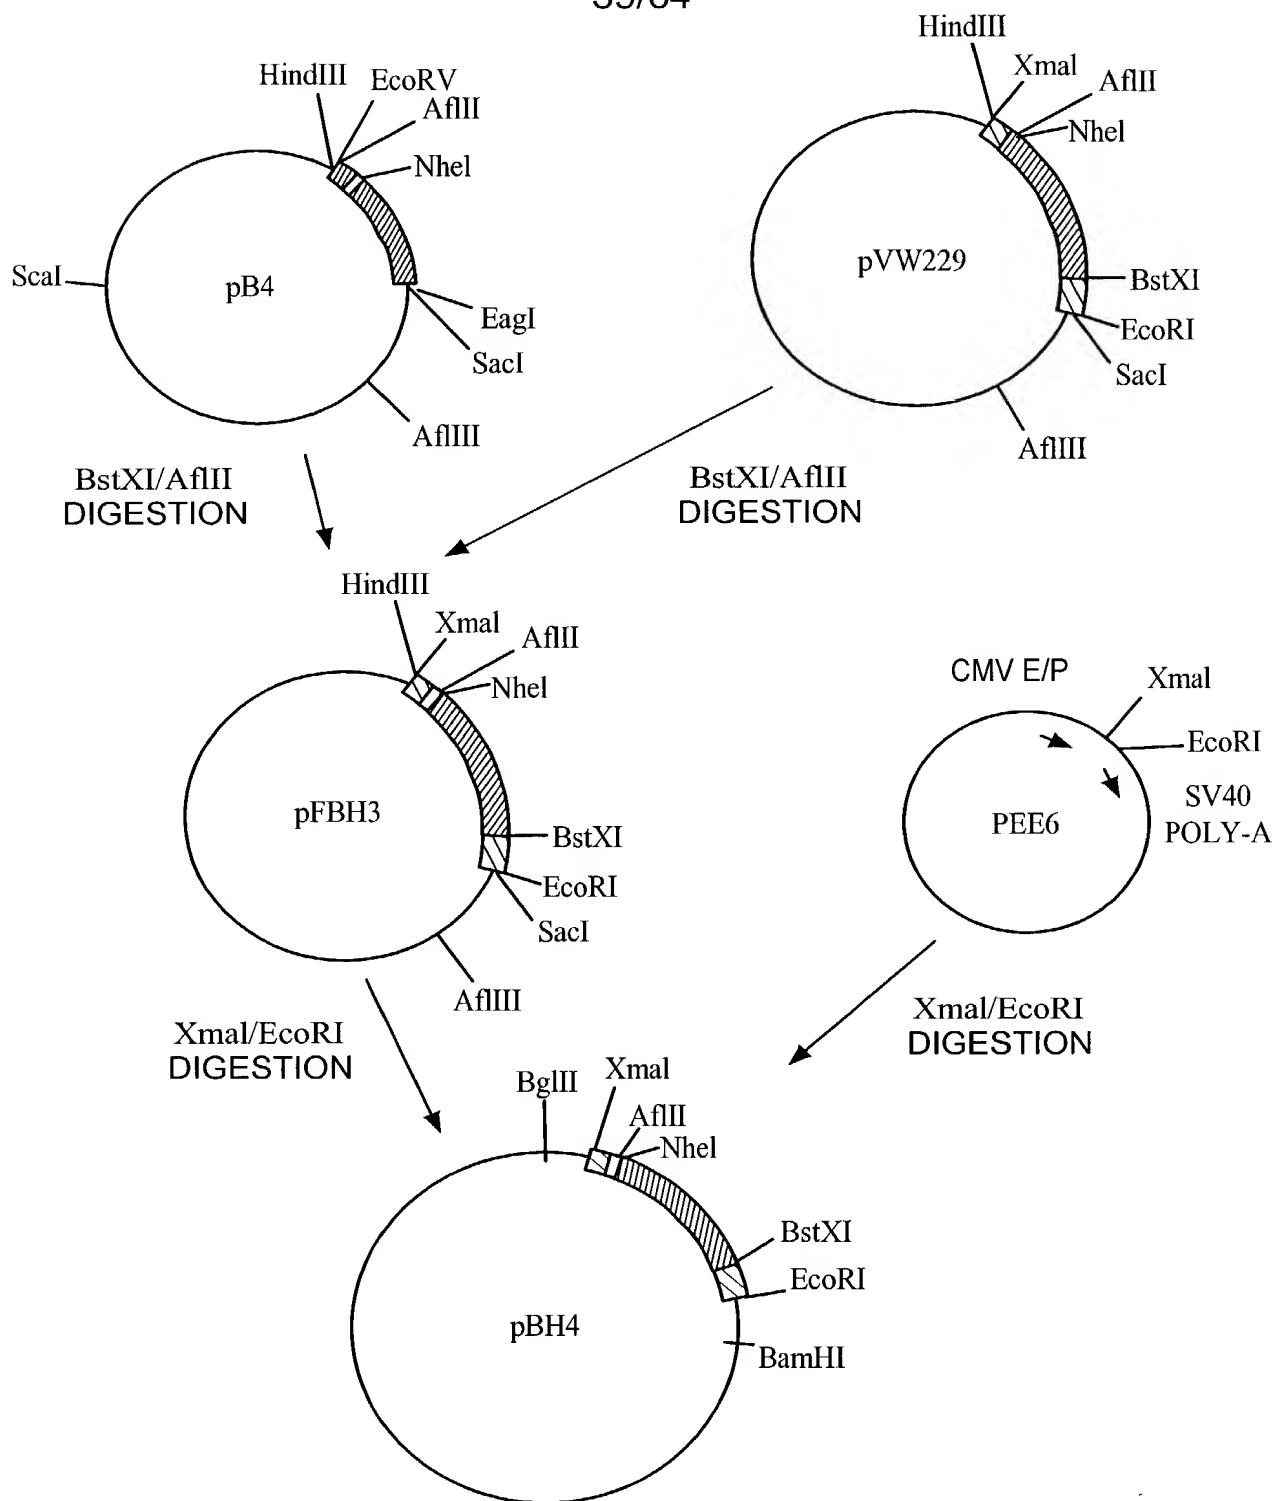 HindIII
EcoRV
AflII
NheI
ScaI
pB4
EagI
SacI
AflIII
HindIII
XmaI
AflII
NheI
pVW229
BstXI
EcoRI
SacI
AflIII
BstXI/AflII
DIGESTION
BstXI/AflII
DIGESTION
HindIII
XmaI
AflII
NheI
pFBH3
BstXI
EcoRI
SacI
AflIII
CMV E/P
XmaI
EcoRI
PEE6
SV40
POLY-A
XmaI/EcoRI
DIGESTION
XmaI/EcoRI
DIGESTION
BglII
XmaI
AflII
NheI
BstXI
EcoRI
pBH4
BamHI